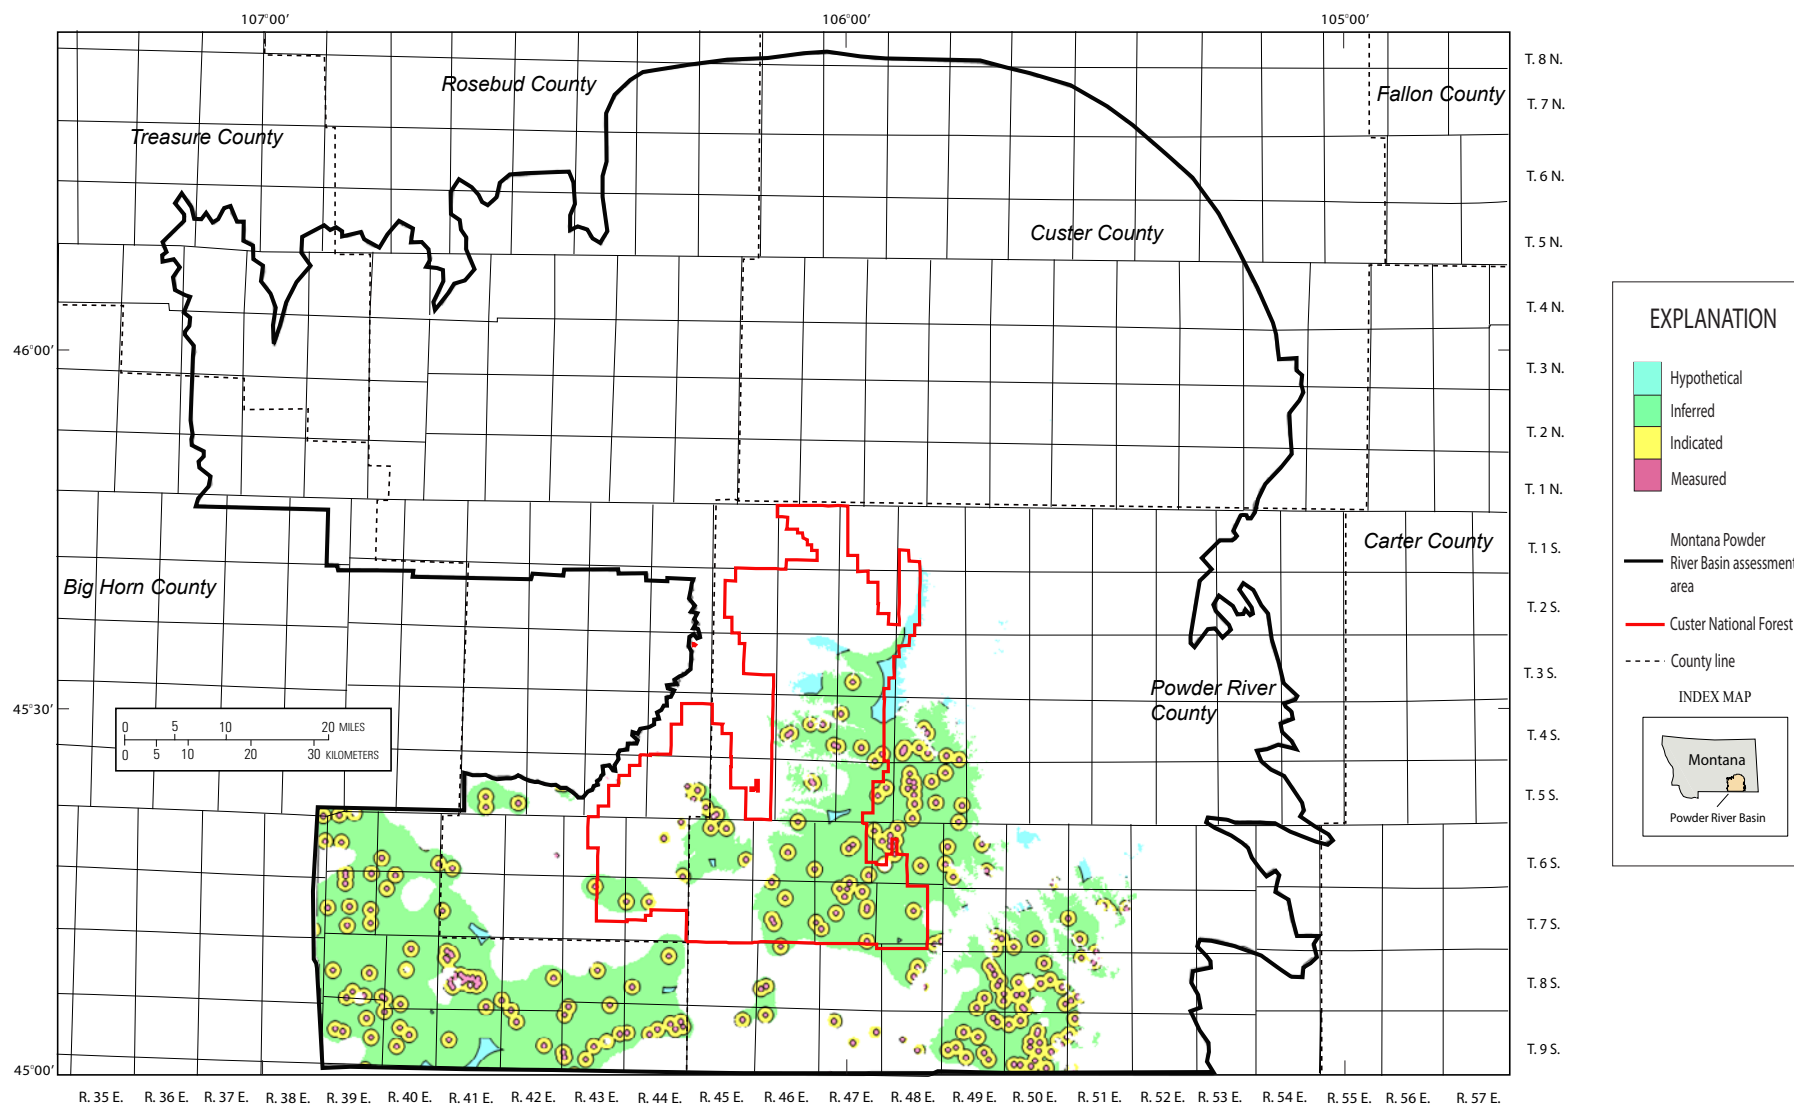 107°00′ 106°00′ 105°00′
T. 8 N.
Rosebud County
Fallon County
T. 7 N.
Treasure County
T. 6 N.
Custer County
T. 5 N.
T. 4 N.
46°00′
T. 3 N.
T. 2 N.
T. 1 N.
Carter County
T. 1 S.
Big Horn County
T. 2 S.
T. 3 S.
Powder River
County
45°30′
0 5 10 20 MILES
0 5 10 20 30 KILOMETERS
T. 4S.
T. 5S.
T. 6S.
T. 7S.
T. 8 S.
T. 9 S.
45°00′
R. 35 E. R. 36 E. R. 37 E. R. 38 E. R. 39 E. R. 40 E. R. 41 E. R. 42 E. R. 43 E. R. 44 E. R. 45 E. R. 46 E. R. 47 E. R. 48 E. R. 49 E. R. 50 E. R. 51 E. R. 52 E. R. 53 E. R. 54 E. R. 55 E. R. 56 E. R. 57 E.
EXPLANATION
Hypothetical
Inferred
Indicated
Measured
Montana Powder
River Basin assessment
area
Custer National Forest
County line
INDEX MAP
Montana
Powder River Basin